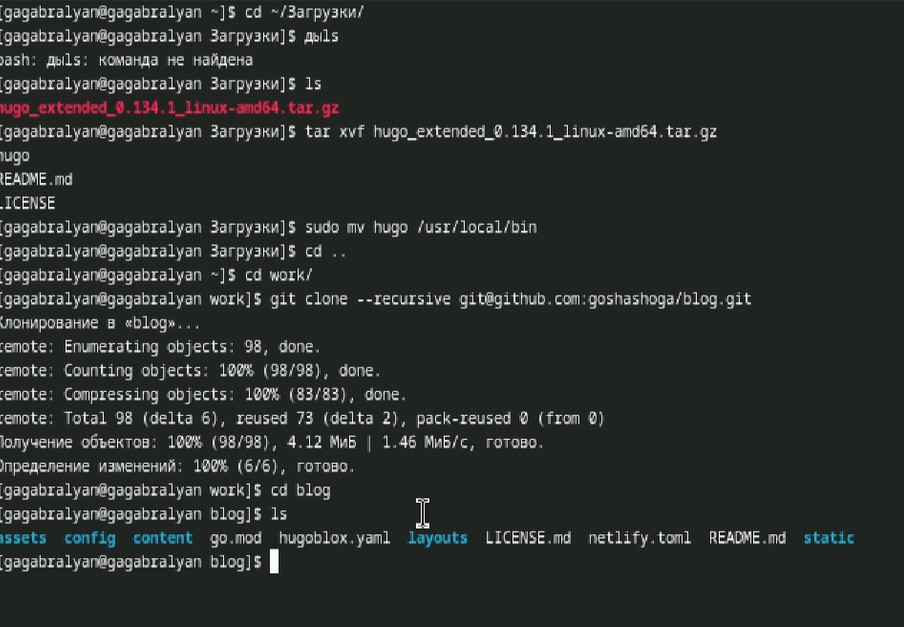 [gagabralyan@gagabralyan ~]$ cd ~/Загрузки/
[gagabralyan@gagabralyan Загрузки]$ дыls
bash: дыls: команда не найдена
[gagabralyan@gagabralyan Загрузки]$ ls
hugo_extended_0.134.1_linux-amd64.tar.gz
[gagabralyan@gagabralyan Загрузки]$ tar xvf hugo_extended_0.134.1_linux-amd64.tar.gz
hugo
README.md
LICENSE
[gagabralyan@gagabralyan Загрузки]$ sudo mv hugo /usr/local/bin
[gagabralyan@gagabralyan Загрузки]$ cd ..
[gagabralyan@gagabralyan ~]$ cd work/
[gagabralyan@gagabralyan work]$ git clone --recursive git@github.com:goshashoga/blog.git
Клонирование в «blog»...
remote: Enumerating objects: 98, done.
remote: Counting objects: 100% (98/98), done.
remote: Compressing objects: 100% (83/83), done.
remote: Total 98 (delta 6), reused 73 (delta 2), pack-reused 0 (from 0)
Получение объектов: 100% (98/98), 4.12 МиБ | 1.46 МиБ/с, готово.
Определение изменений: 100% (6/6), готово.
[gagabralyan@gagabralyan work]$ cd blog
[gagabralyan@gagabralyan blog]$ ls
assets config content go.mod hugoblox.yaml layouts LICENSE.md netlify.toml README.md static
[gagabralyan@gagabralyan blog]$